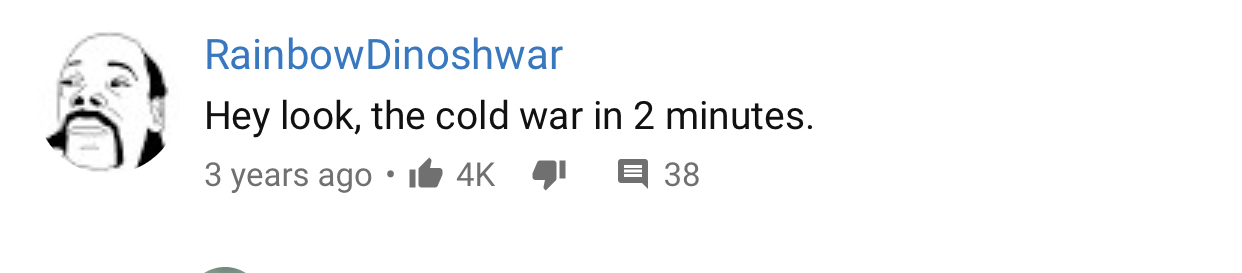 RainbowDinoshwar
Hey look, the cold war in 2 minutes.
3 years ago • 4K 38